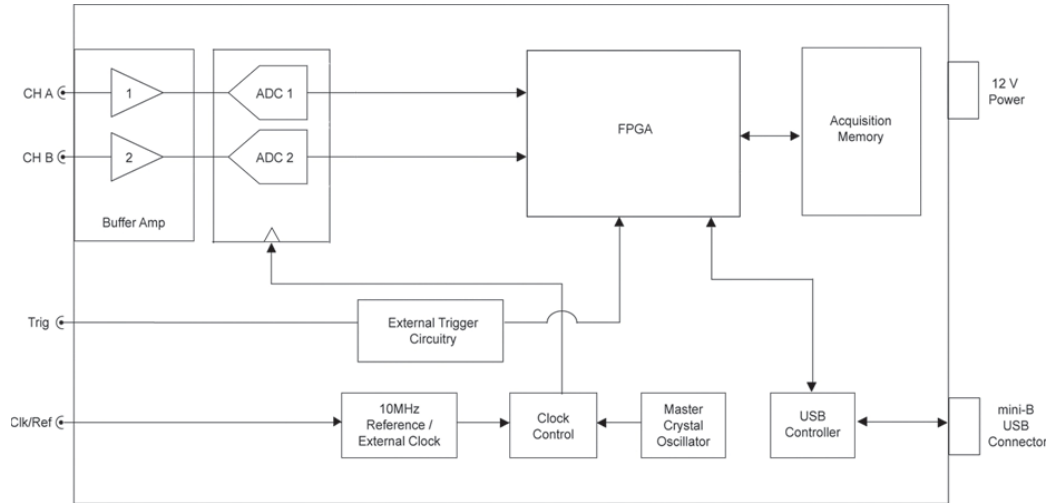 CH A
1
ADC 1
FPGA
Acquisition
Memory
12 V
Power
CH B
2
ADC 2
Buffer Amp
Trig
External Trigger
Circuitry
Clk/Ref
10MHz
Reference /
External Clock
Clock
Control
Master
Crystal
Oscillator
USB
Controller
mini-B
USB
Connector